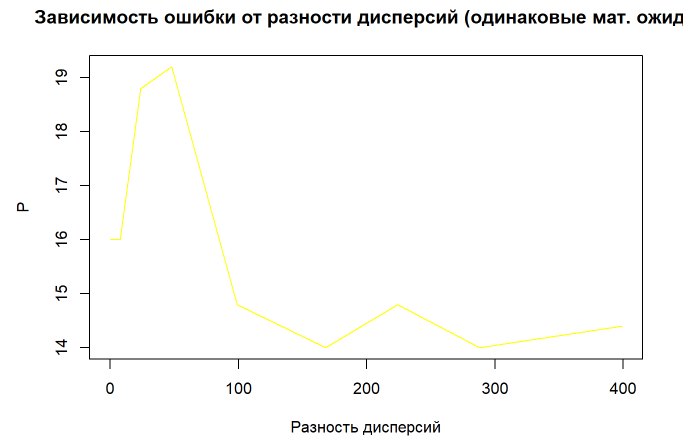 Зависимость ошибки от разности дисперсий (одинаковые мат. ожид
19
18
17
16
15
14
P
0 100 200 300 400
Разность дисперсий